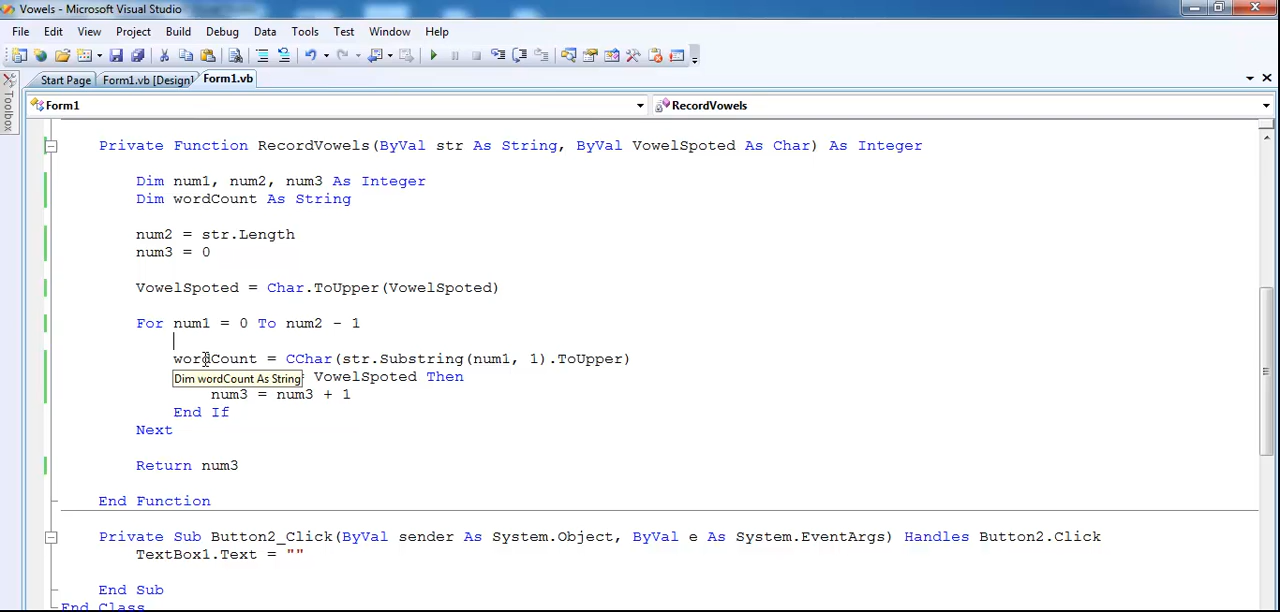 Vowels - Microsoft Visual Studio
File Edit View Project Build Debug Data Tools Test Window Help
Start Page Form1.vb [Design] Form1.vb
Toolbox
Form1 RecordVowels
Private Function RecordVowels(ByVal str As String, ByVal VowelSpoted As Char) As Integer
Dim num1, num2, num3 As Integer
Dim wordCount As String
num2 = str.Length
num3 = 0
VowelSpoted = Char.ToUpper(VowelSpoted)
For num1 = 0 To num2 - 1
wordCount = CChar(str.Substring(num1, 1).ToUpper)
Dim wordCount As String
VowelSpoted Then
num3 = num3 + 1
End If
Next
Return num3
End Function
Private Sub Button2_Click(ByVal sender As System.Object, ByVal e As System.EventArgs) Handles Button2.Click
TextBox1.Text = ""
End Sub
End Class